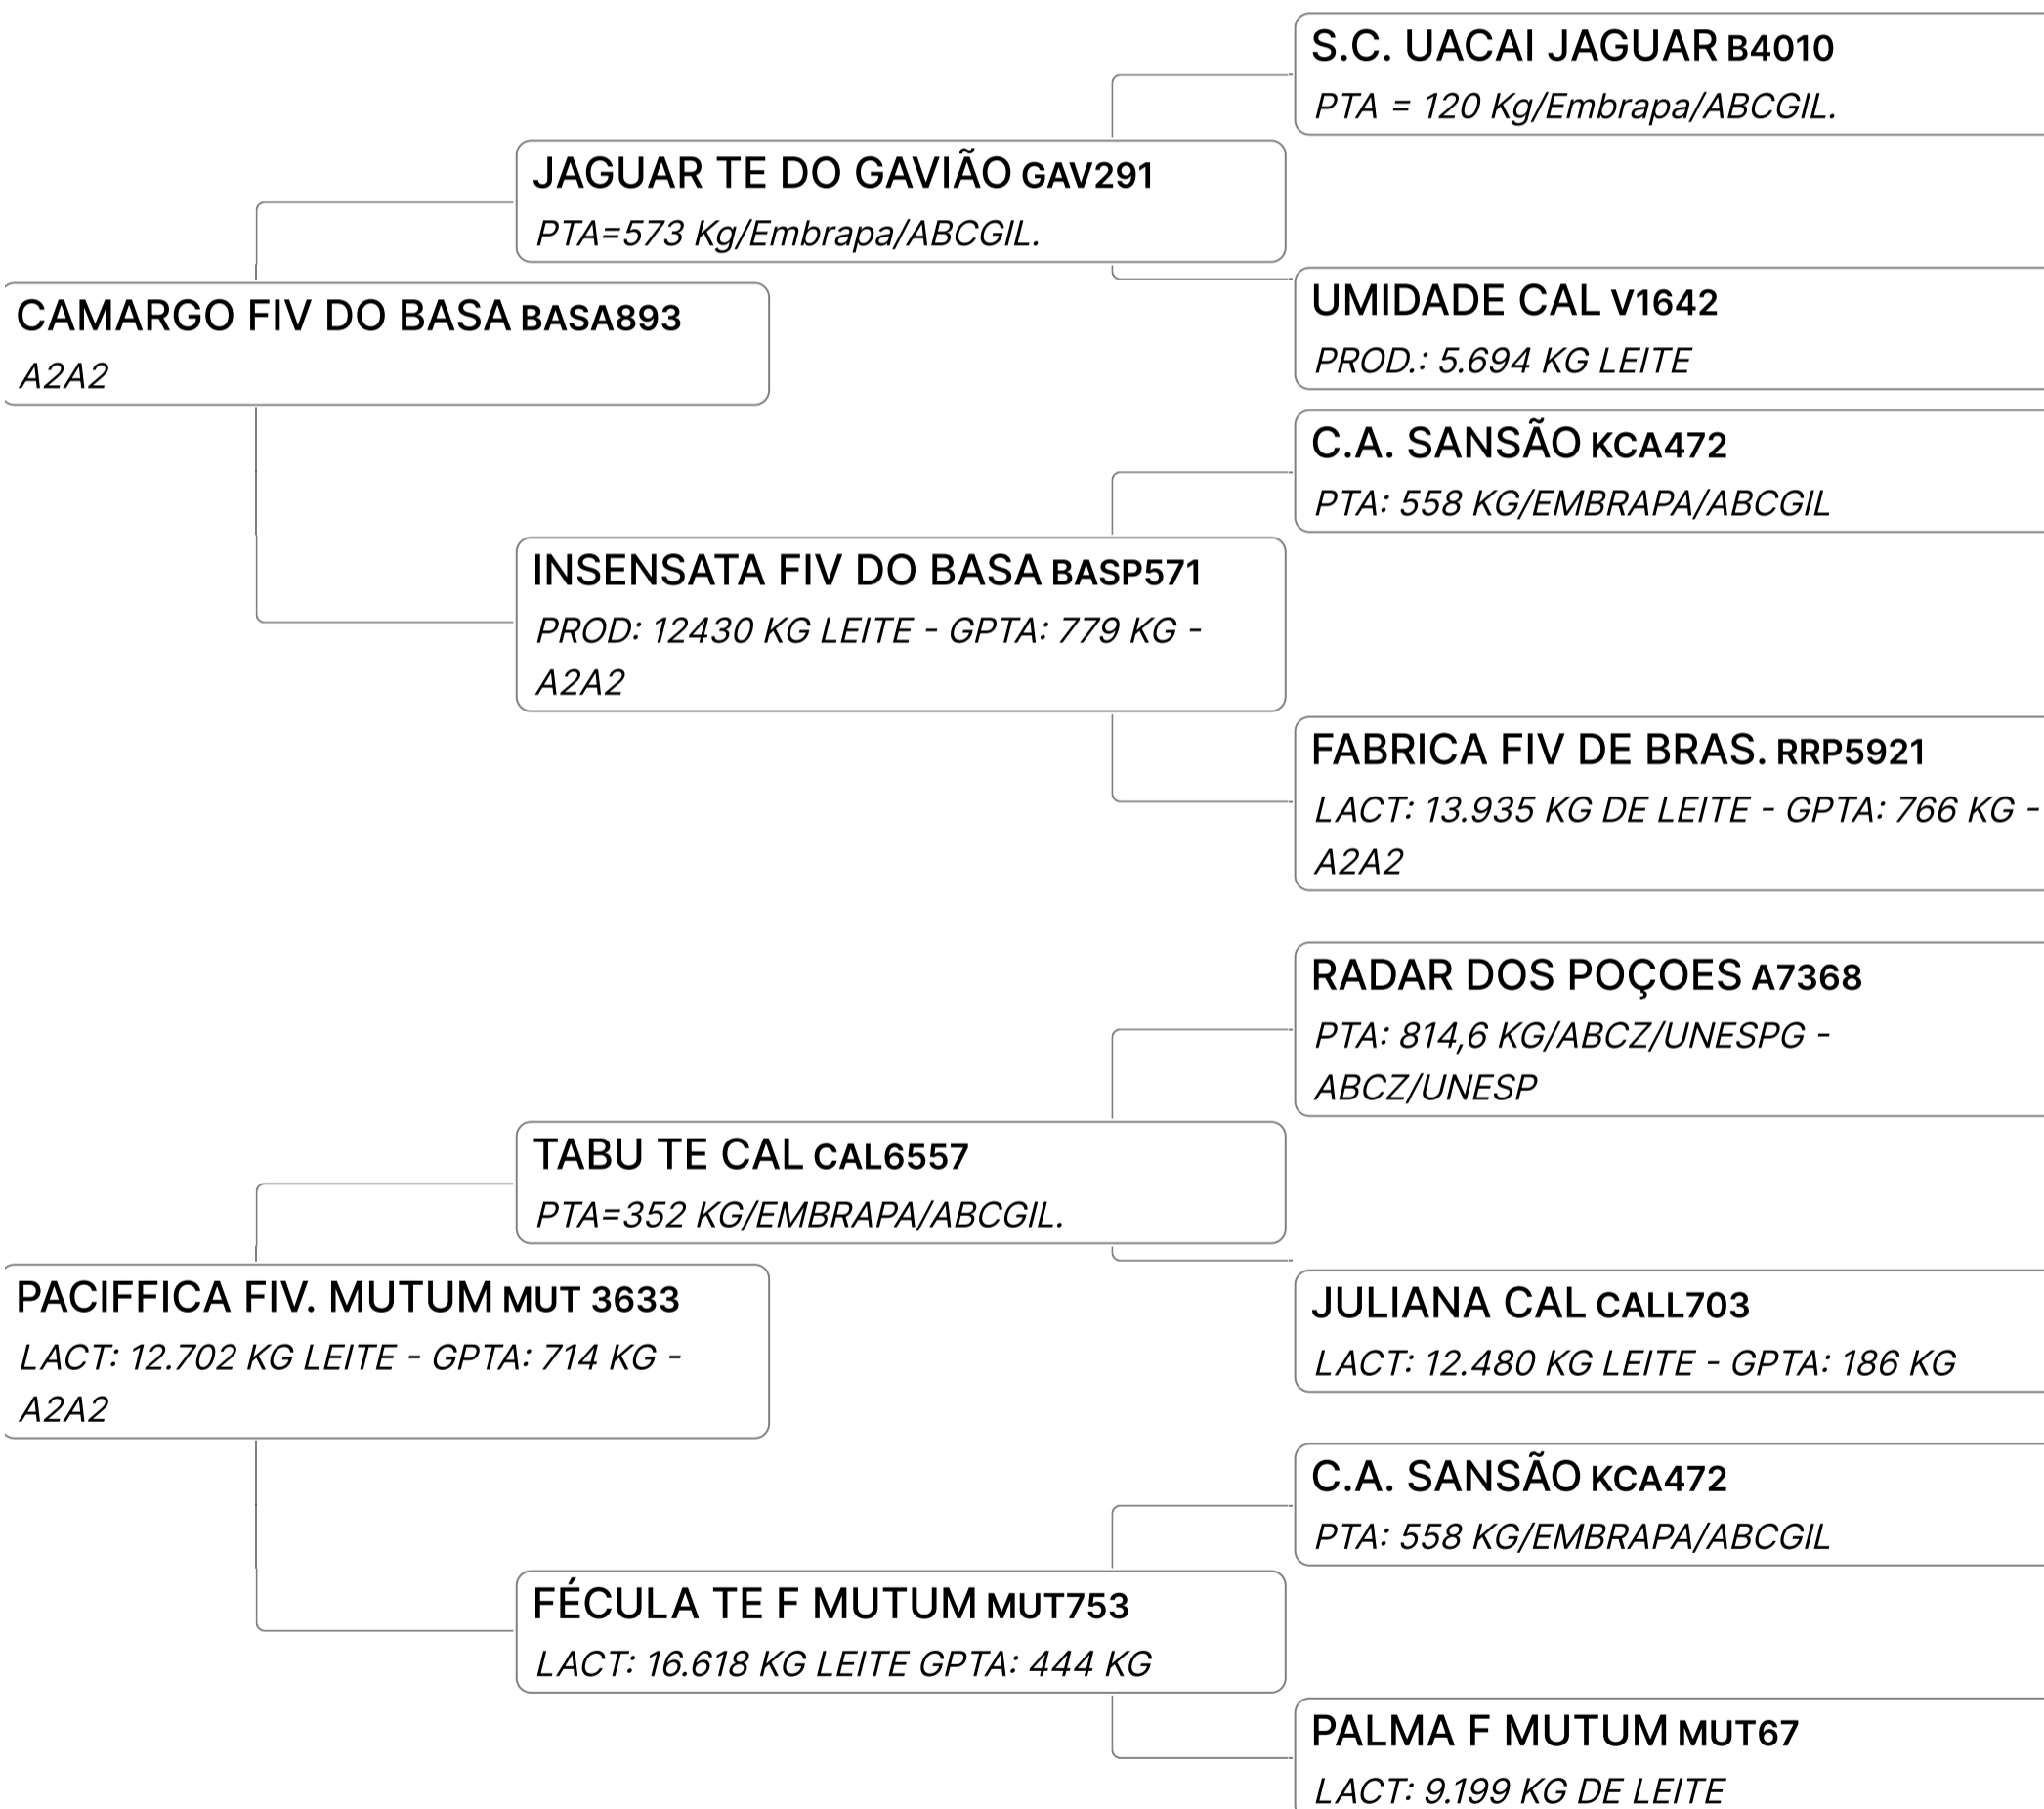 S.C. UACAI JAGUAR B4010
PTA = 120 Kg/Embrapa/ABCGIL.
JAGUAR TE DO GAVIÃO GAV291
PTA=573 Kg/Embrapa/ABCGIL.
UMIDADE CAL V1642
PROD.: 5.694 KG LEITE
CAMARGO FIV DO BASA BASA893
A2A2
C.A. SANSÃO KCA472
PTA: 558 KG/EMBRAPA/ABCGIL
INSENSATA FIV DO BASA BASP571
PROD: 12430 KG LEITE - GPTA: 779 KG -
A2A2
FABRICA FIV DE BRAS. RRP5921
LACT: 13.935 KG DE LEITE - GPTA: 766 KG -
A2A2
RADAR DOS POÇOES A7368
PTA: 814,6 KG/ABCZ/UNESPG -
ABCZ/UNESP
TABU TE CAL CAL6557
PTA=352 KG/EMBRAPA/ABCGIL.
JULIANA CAL CALL703
LACT: 12.480 KG LEITE - GPTA: 186 KG
PACIFFICA FIV. MUTUM MUT 3633
LACT: 12.702 KG LEITE - GPTA: 714 KG -
A2A2
C.A. SANSÃO KCA472
PTA: 558 KG/EMBRAPA/ABCGIL
FÉCULA TE F MUTUM MUT753
LACT: 16.618 KG LEITE GPTA: 444 KG
PALMA F MUTUM MUT67
LACT: 9.199 KG DE LEITE